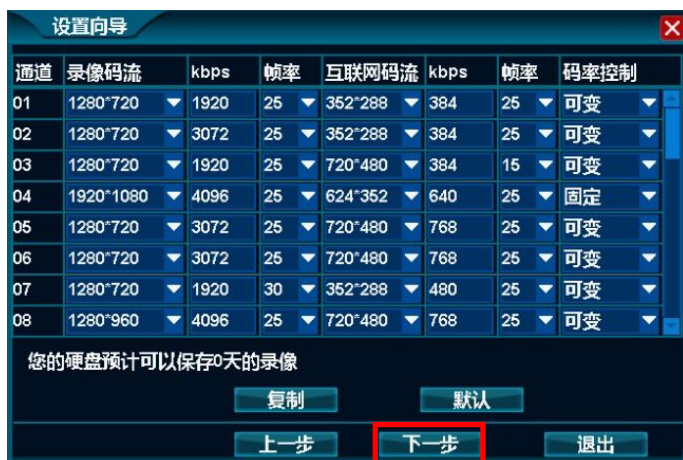 设置向导
通道 录像码流 kbps 帧率 互联网码流 kbps 帧率 码率控制
01 1280*720 1920 25 352*288 384 25 可变
02 1280*720 3072 25 352*288 384 25 可变
03 1280*720 1920 25 720*480 384 15 可变
04 1920*1080 4096 25 624*352 640 25 固定
05 1280*720 3072 25 720*480 768 25 可变
06 1280*720 3072 25 720*480 768 25 可变
07 1280*720 1920 30 352*288 480 25 可变
08 1280*960 4096 25 720*480 768 25 可变
您的硬盘预计可以保存0天的录像
复制 默认
上一步 下一步 退出